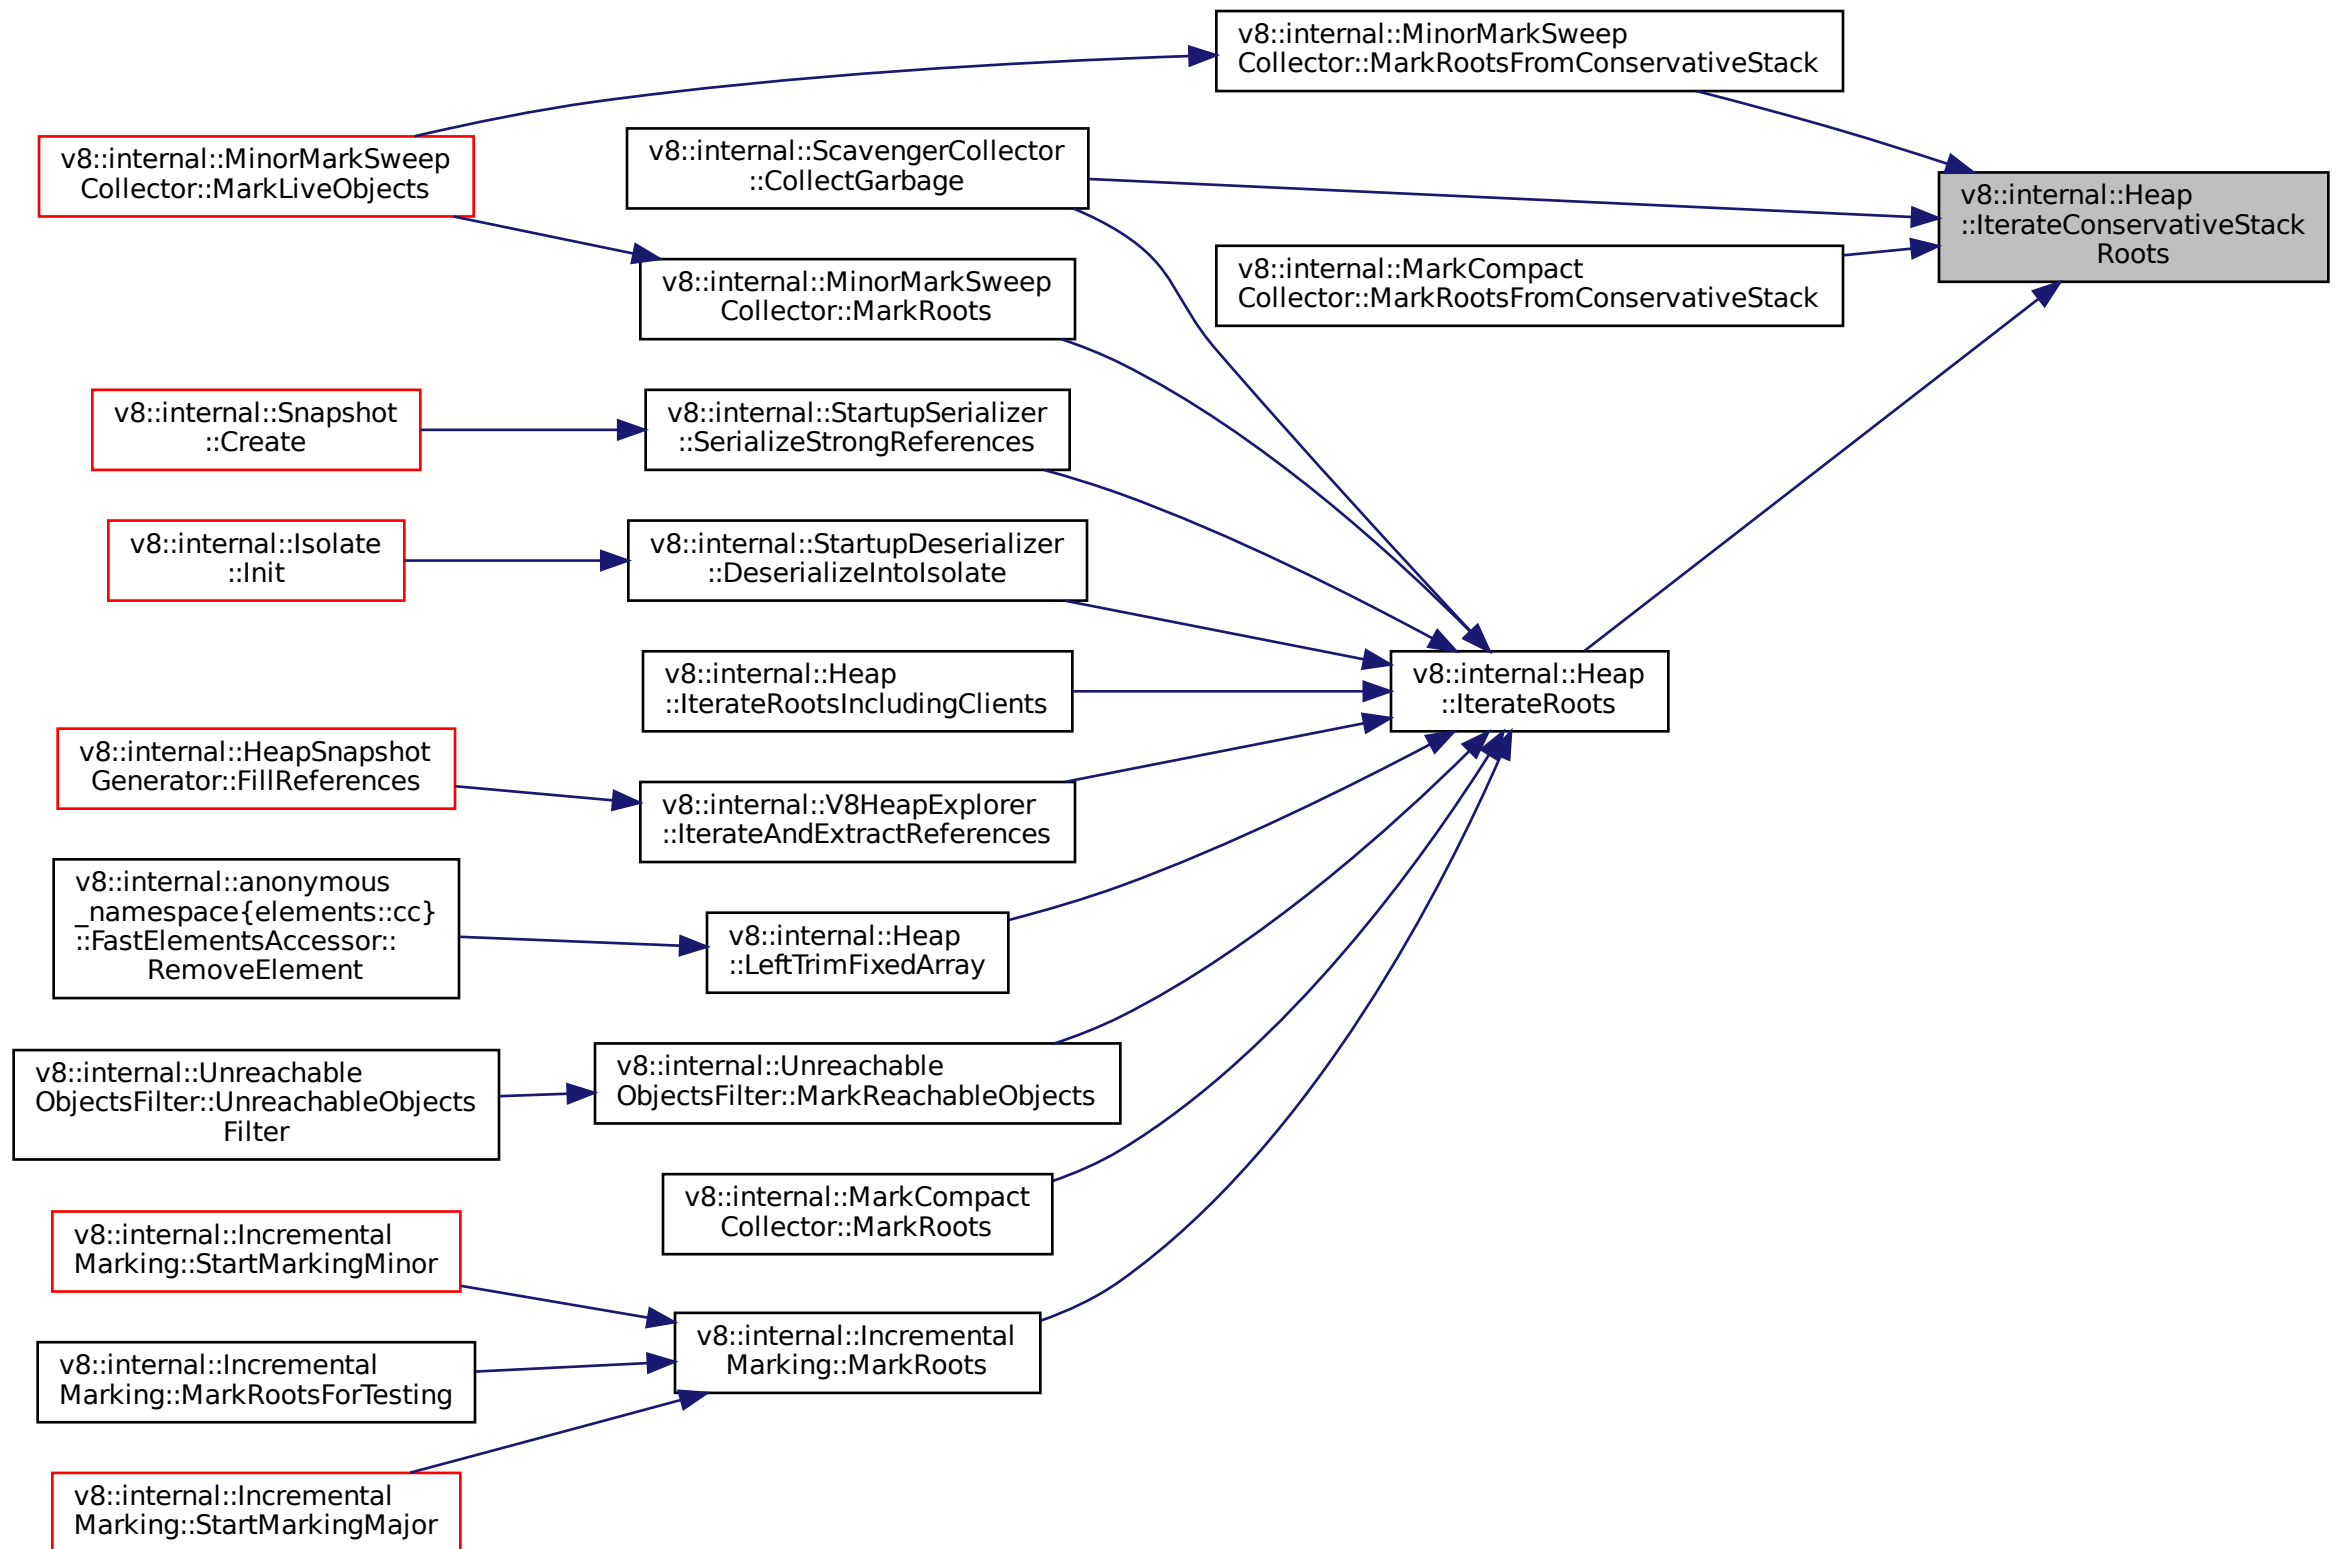 v8::internal::MinorMarkSweep
Collector::MarkRootsFromConservativeStack
v8::internal::ScavengerCollector
::CollectGarbage
v8::internal::MinorMarkSweep
Collector::MarkLiveObjects
v8::internal::Heap
::IterateConservativeStack
Roots
v8::internal::MarkCompact
Collector::MarkRootsFromConservativeStack
v8::internal::MinorMarkSweep
Collector::MarkRoots
v8::internal::Snapshot
::Create
v8::internal::StartupSerializer
::SerializeStrongReferences
v8::internal::Isolate
::Init
v8::internal::StartupDeserializer
::DeserializeIntoIsolate
v8::internal::Heap
::IterateRootsIncludingClients
v8::internal::Heap
::IterateRoots
v8::internal::HeapSnapshot
Generator::FillReferences
v8::internal::V8HeapExplorer
::IterateAndExtractReferences
v8::internal::anonymous
_namespace{elements::cc}
::FastElementsAccessor::
RemoveElement
v8::internal::Heap
::LeftTrimFixedArray
v8::internal::Unreachable
ObjectsFilter::UnreachableObjects
Filter
v8::internal::Unreachable
ObjectsFilter::MarkReachableObjects
v8::internal::MarkCompact
Collector::MarkRoots
v8::internal::Incremental
Marking::StartMarkingMinor
v8::internal::Incremental
Marking::MarkRoots
v8::internal::Incremental
Marking::MarkRootsForTesting
v8::internal::Incremental
Marking::StartMarkingMajor